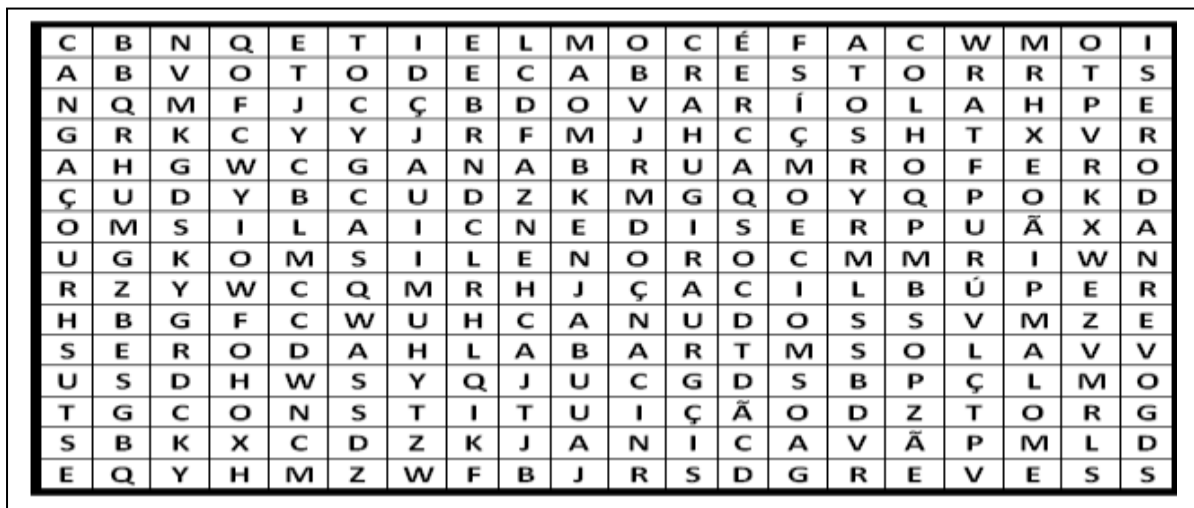 C B N Q E T I E L M O C É F A C W M O I
A B V O T O D E C A B R E S T O R R T S
N Q M F J C Ç B D O V A R Í O L A H P E
G R K C Y Y J R F M J H C Ç S H T X V R
A H G W C G A N A B R U A M R O F E R O
Ç U D Y B C U D Z K M G Q O Y Q P O K D
O M S I L A I C N E D I S E R P U Ã X A
U G K O M S I L E N O R O C M M R I W N
R Z Y W C Q M R H J Ç A C I L B Ú P E R
H B G F C W U H C A N U D O S S V M Z E
S E R O D A H L A B A R T M S O L A V V
U S D H W S Y Q J U C G D S B P Ç L M O
T G C O N S T I T U I Ç Ã O D Z T O R G
S B K X C D Z K J A N I C A V Ã P M L D
E Q Y H M Z W F B J R S D G R E V E S S